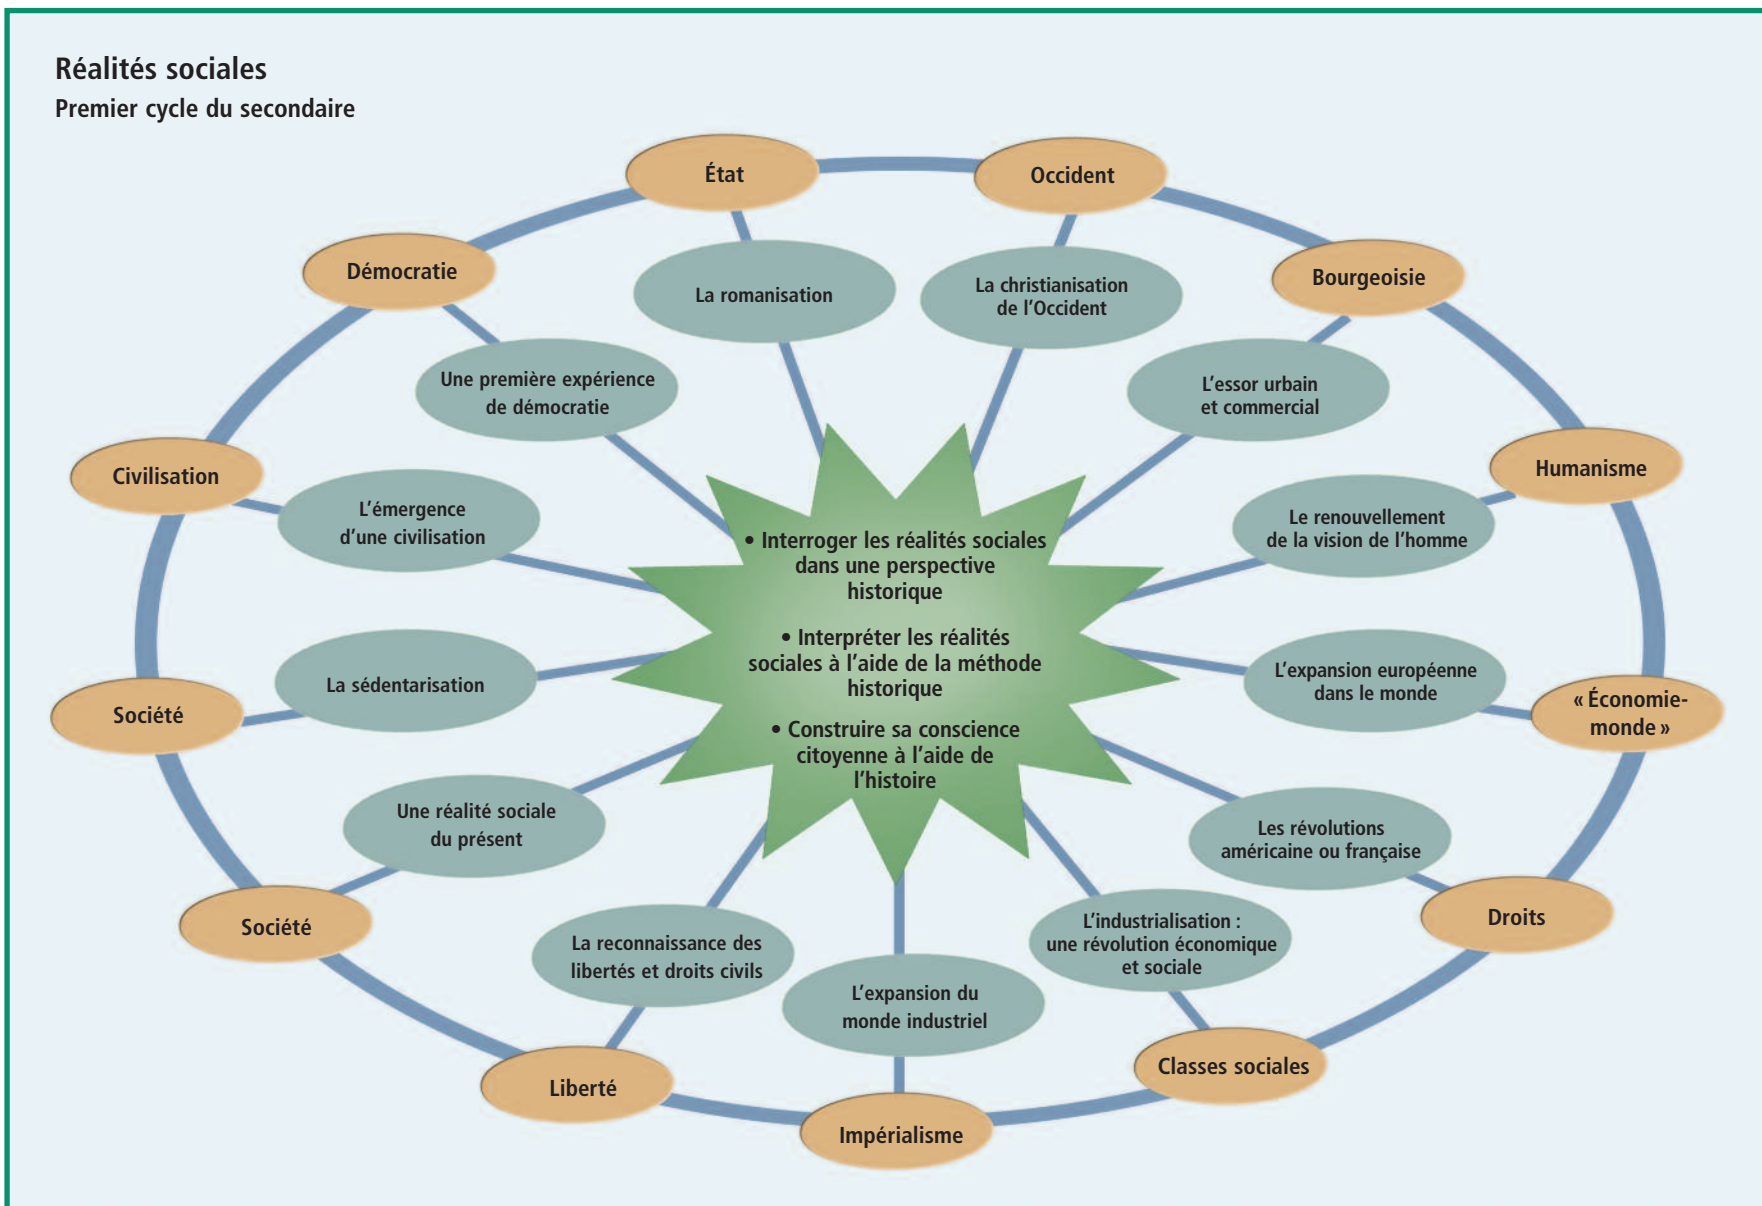 Réalités sociales
Premier cycle du secondaire
État
Occident
Démocratie
Bourgeoisie
La romanisation
La christianisation
de l'Occident
Une première expérience
de démocratie
L'essor urbain
et commercial
Civilisation
Humanisme
L'émergence
d'une civilisation
Le renouvellement
de la vision de l'homme
• Interroger les réalités sociales
dans une perspective
historique
• Interpréter les réalités
sociales à l'aide de la méthode
historique
• Construire sa conscience
citoyenne à l'aide de
l'histoire
La sédentarisation
L'expansion européenne
dans le monde
Société
« Économie-
monde »
Une réalité sociale
du présent
Les révolutions
américaine ou française
Société
Droits
La reconnaissance des
libertés et droits civils
L'expansion du
monde industriel
L'industrialisation :
une révolution économique
et sociale
Liberté
Impérialisme
Classes sociales